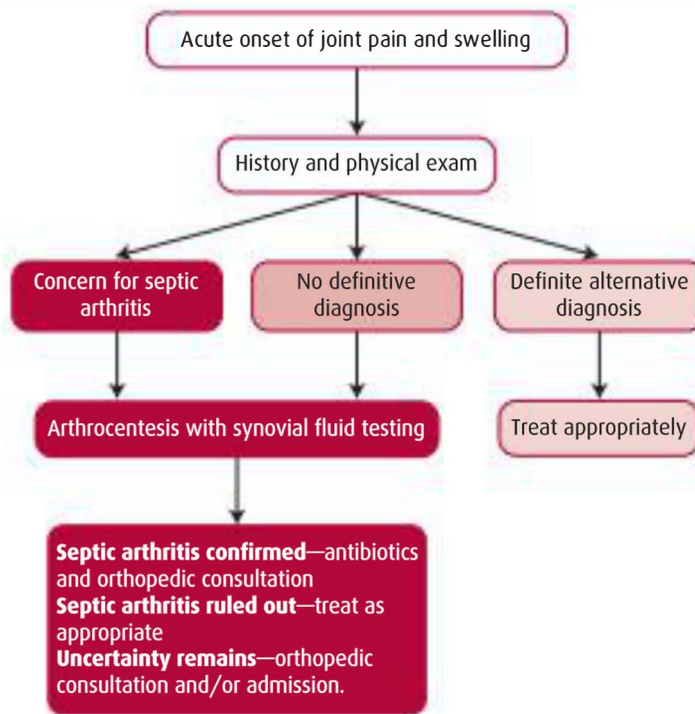 Acute onset of joint pain and swelling
History and physical exam
Concern for septic
arthritis
No definitive
diagnosis
Definite alternative
diagnosis
Arthrocentesis with synovial fluid testing
Treat appropriately
Septic arthritis confirmed—antibiotics
and orthopedic consultation
Septic arthritis ruled out—treat as
appropriate
Uncertainty remains—orthopedic
consultation and/or admission.